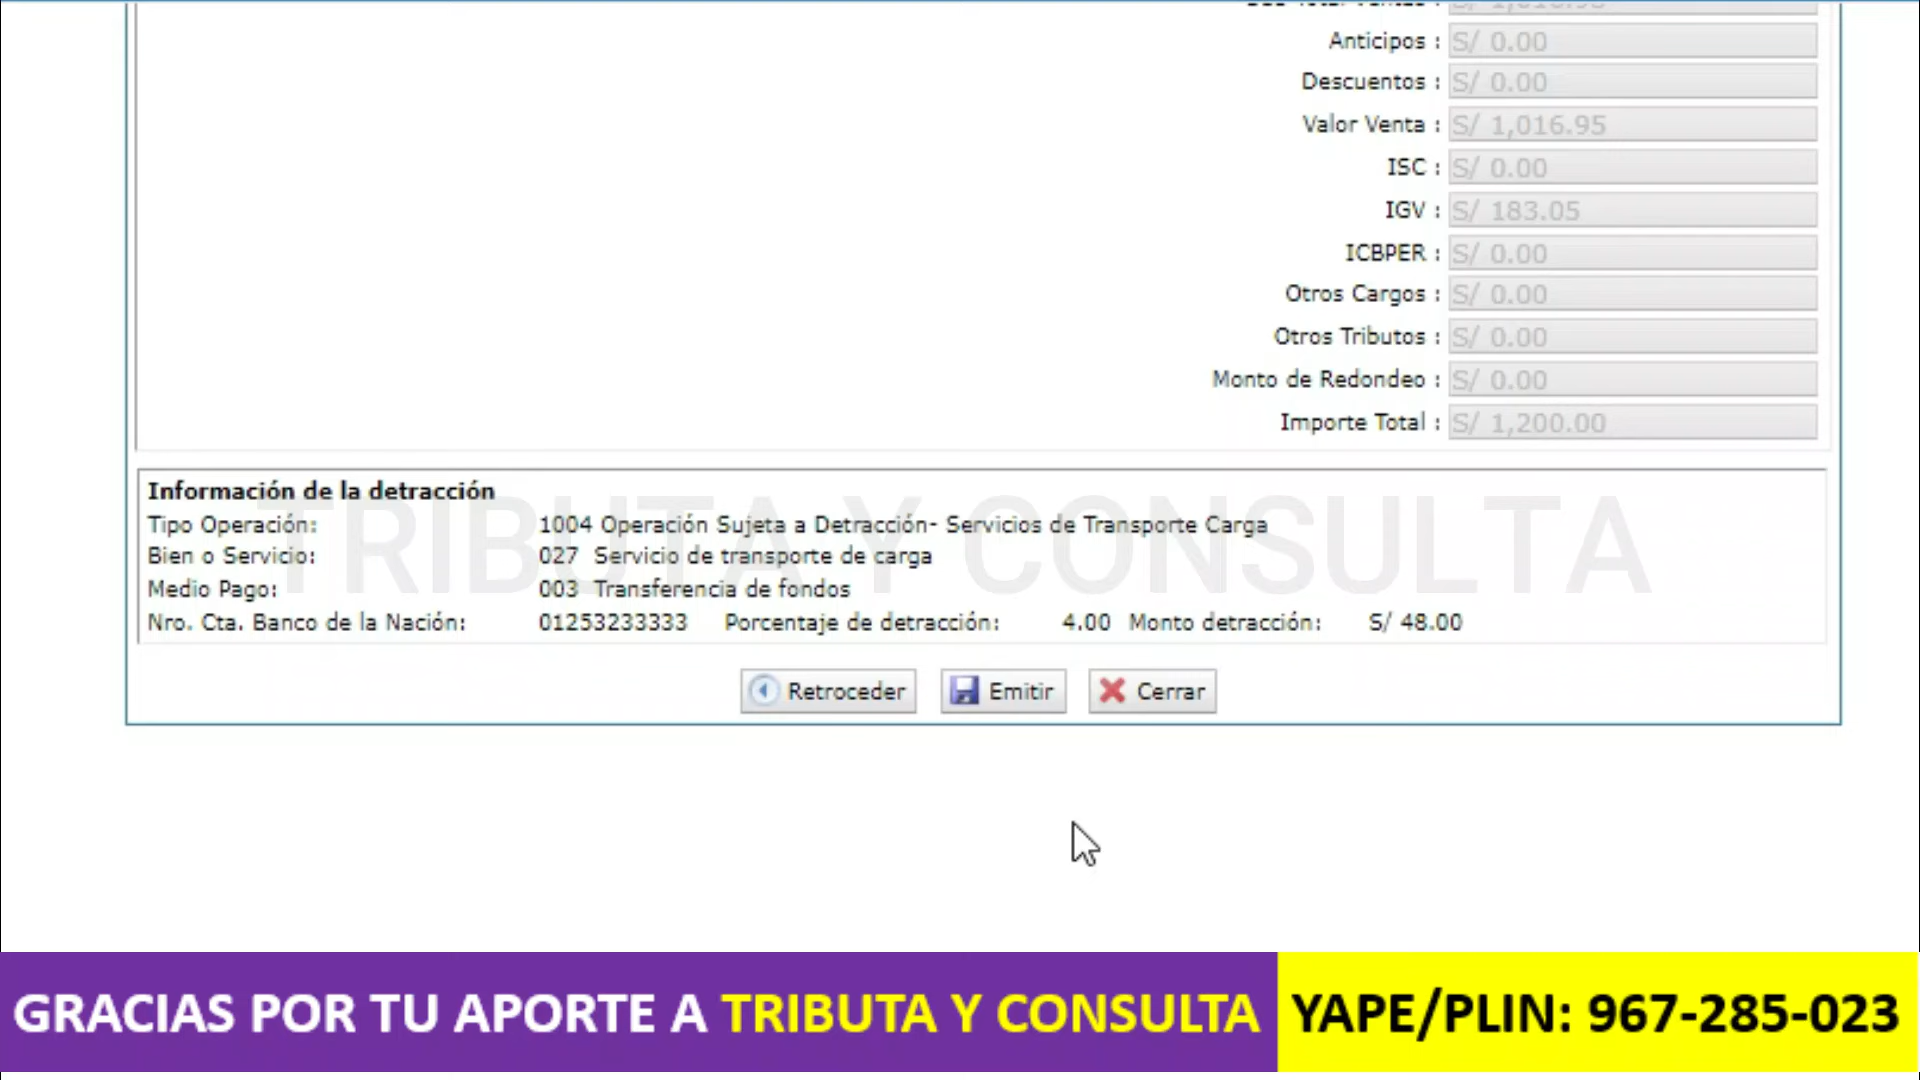 Anticipos : S/ 0.00
Descuentos : S/ 0.00
Valor Venta : S/ 1,016.95
ISC : S/ 0.00
IGV : S/ 183.05
ICBPER : S/ 0.00
Otros Cargos : S/ 0.00
Otros Tributos : S/ 0.00
Monto de Redondeo : S/ 0.00
Importe Total : S/ 1,200.00
Información de la detracción
TRIBUTA Y CONSULTA
Tipo Operación: 1004 Operación Sujeta a Detracción- Servicios de Transporte Carga
Bien o Servicio: 027 Servicio de transporte de carga
Medio Pago: 003 Transferencia de fondos
Nro. Cta. Banco de la Nación: 01253233333 Porcentaje de detracción: 4.00 Monto detracción: S/ 48.00
Retroceder Emitir Cerrar
GRACIAS POR TU APORTE A TRIBUTA Y CONSULTA YAPE/PLIN: 967-285-023